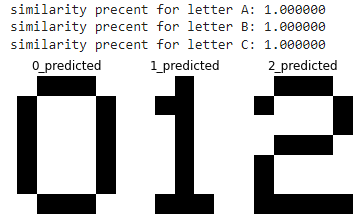 similarity precent for letter A: 1.000000
similarity precent for letter B: 1.000000
similarity precent for letter C: 1.000000
0_predicted 1_predicted 2_predicted
0 1 2